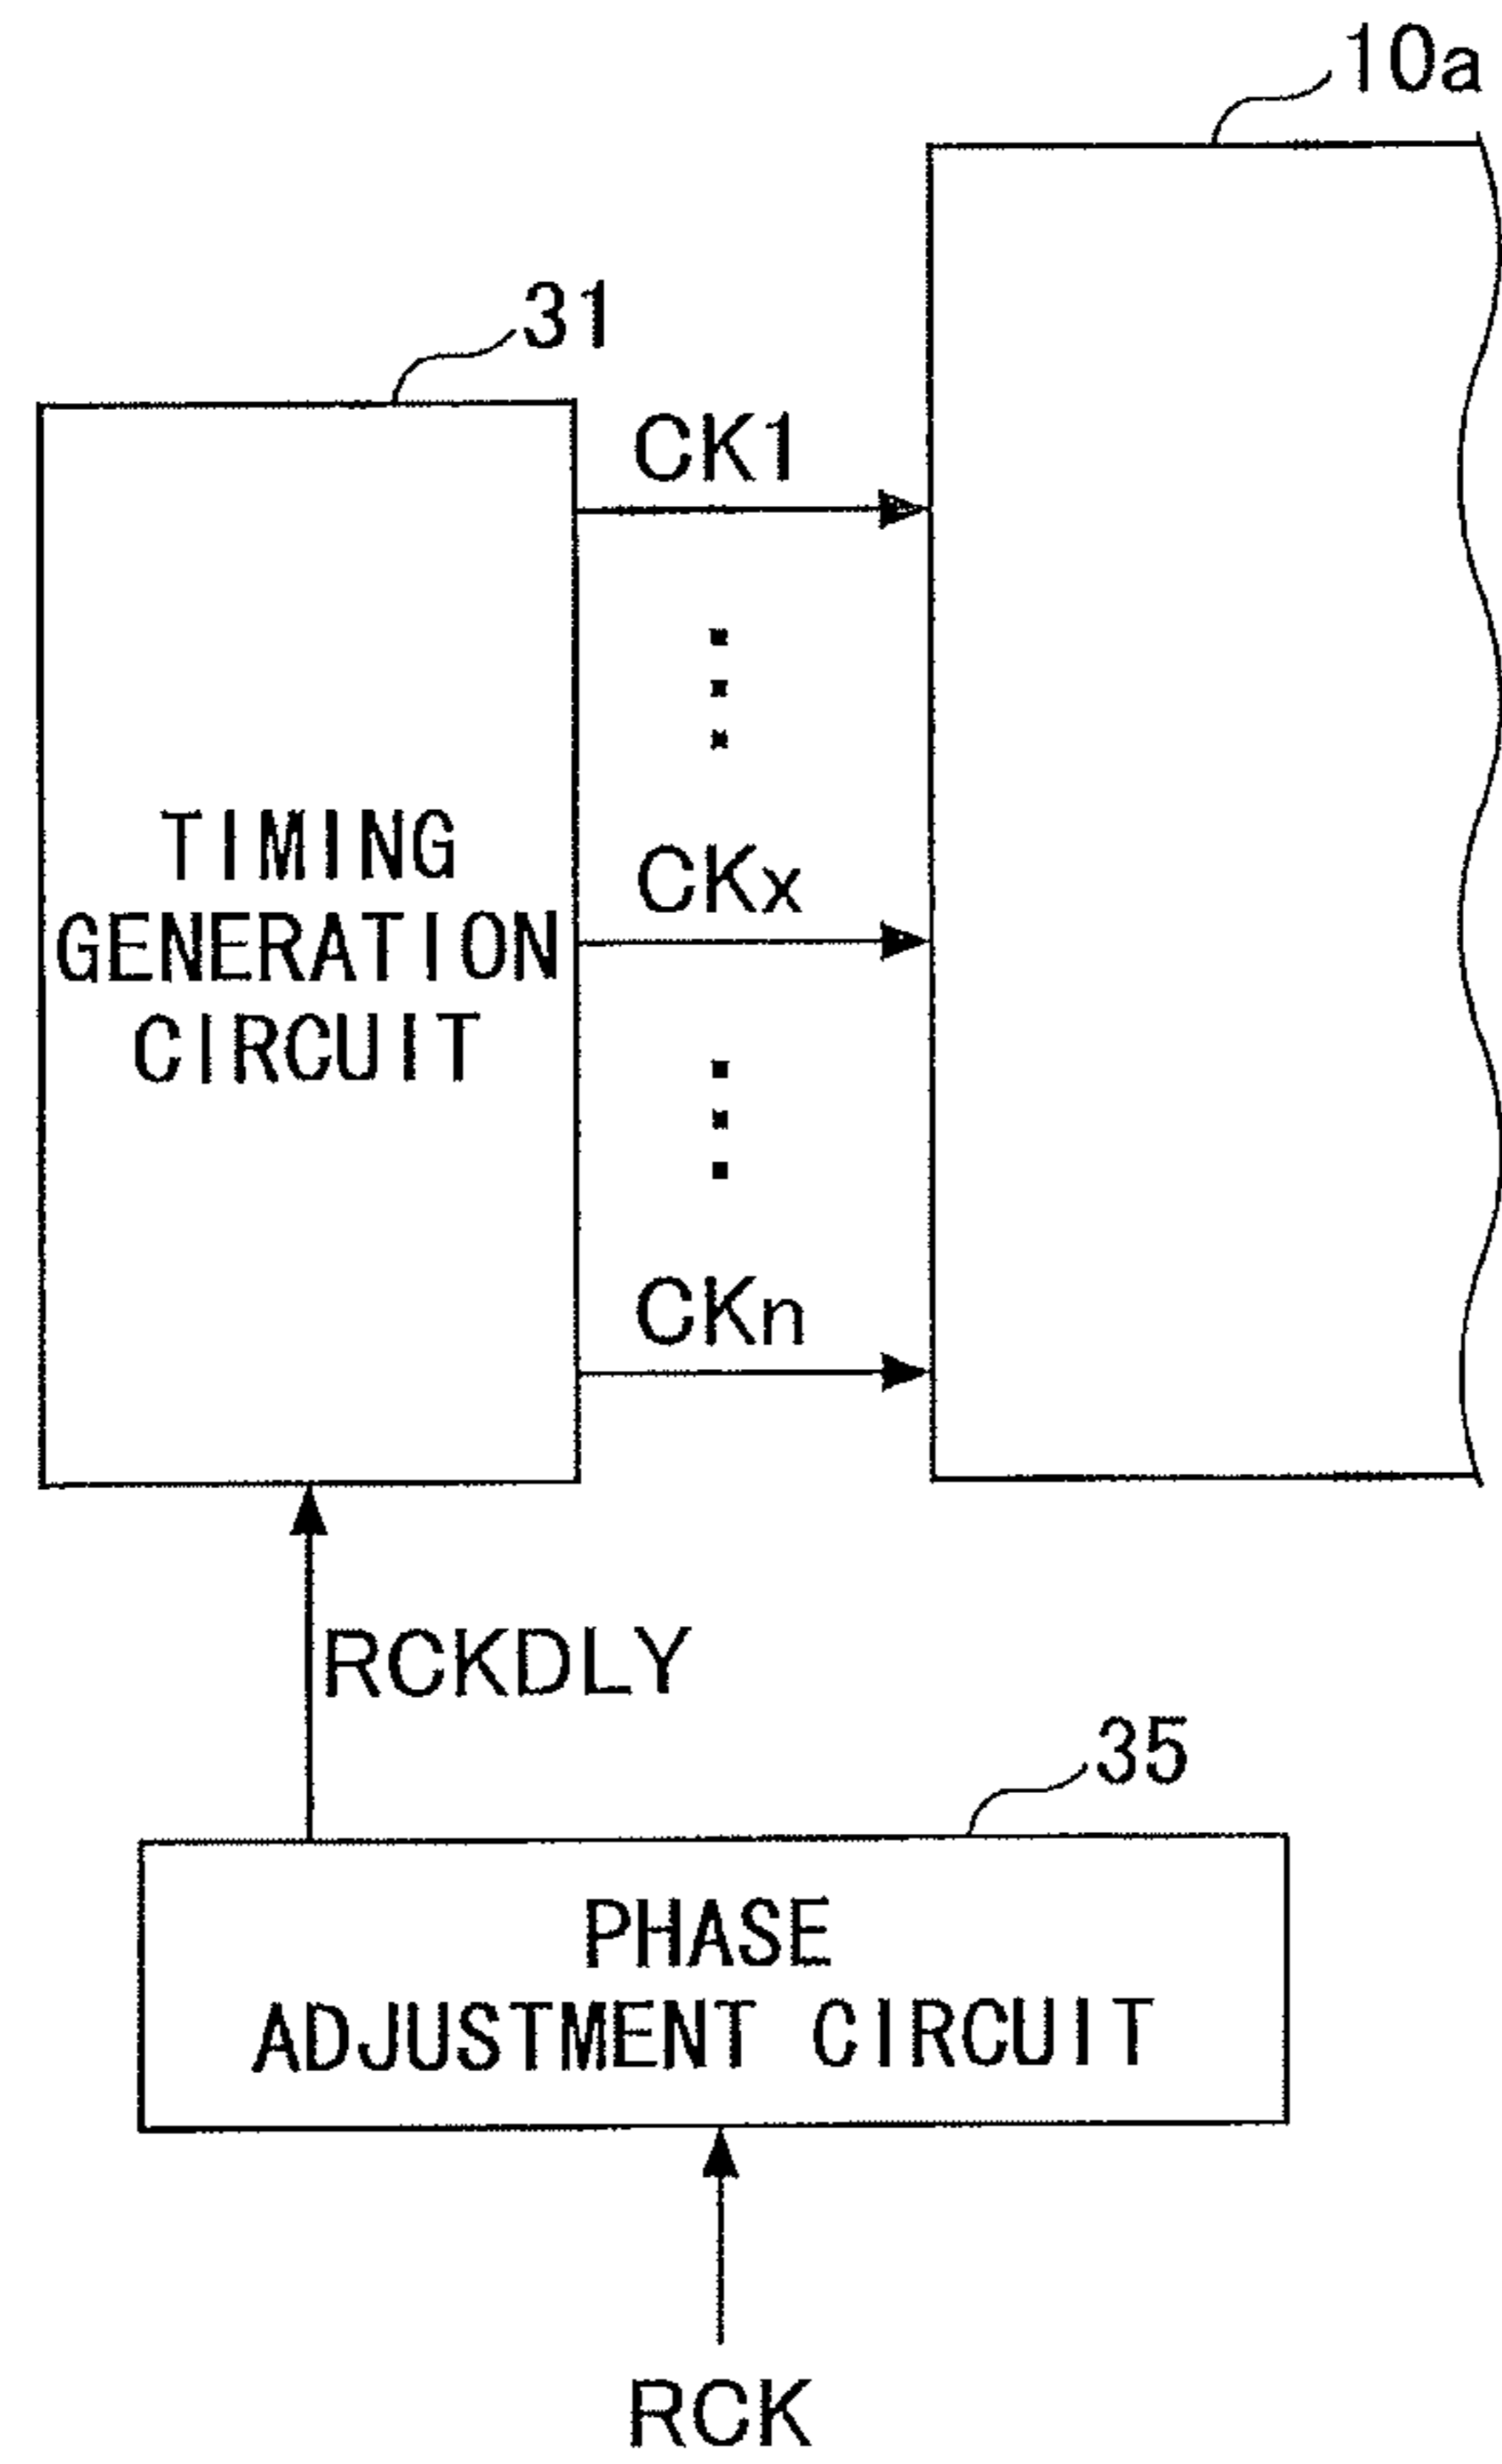 10a
31
CK1
TIMING
GENERATION
CIRCUIT
CKx
CKn
RCKDLY
35
PHASE
ADJUSTMENT CIRCUIT
RCK